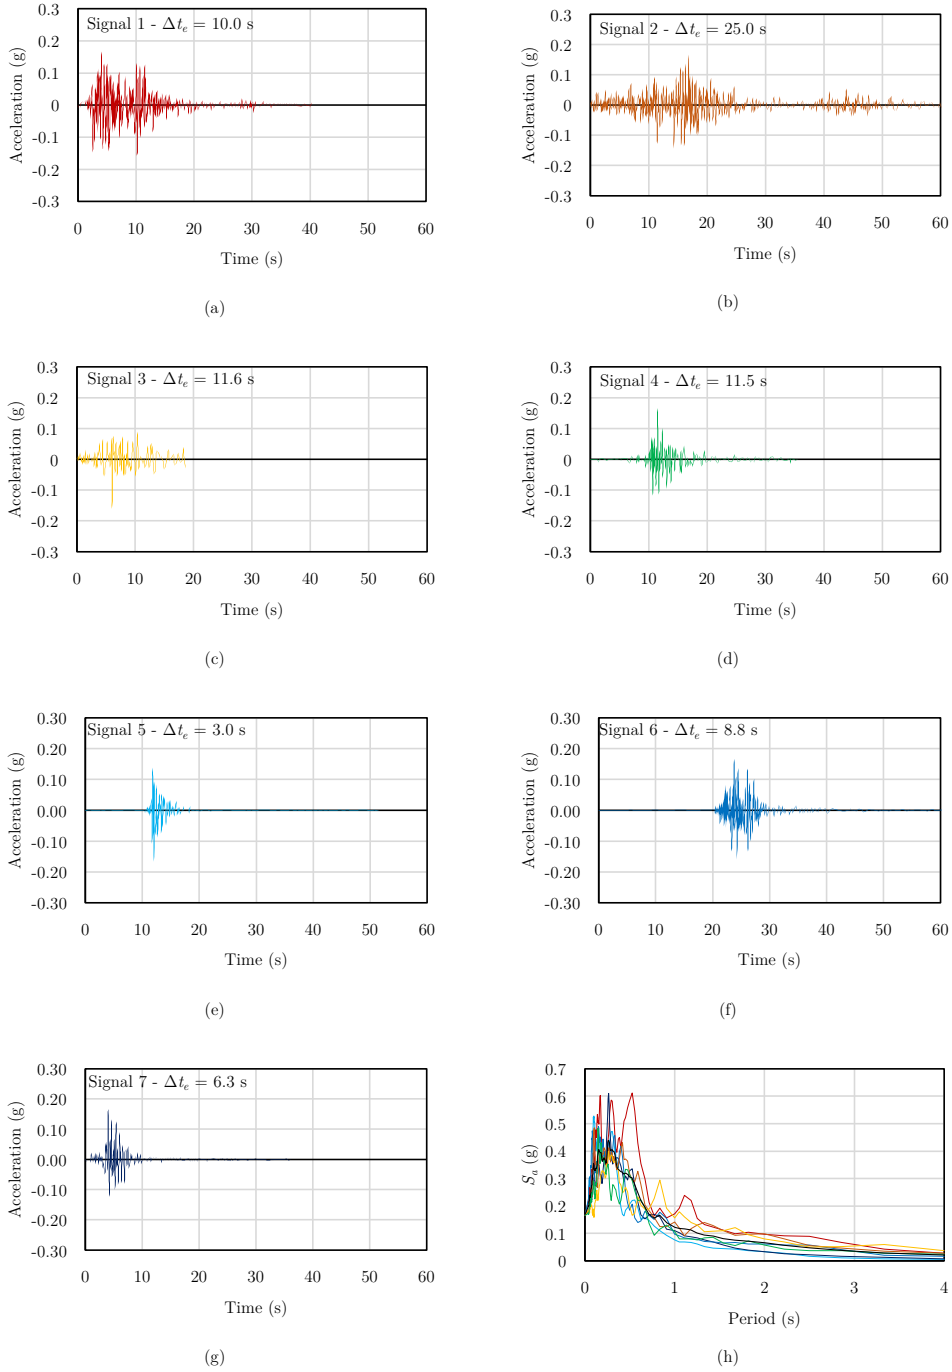 Signal 1 - Δtₑ = 10.0 s
0.3
0.2
0.1
0
-0.1
-0.2
-0.3
Acceleration (g)
0 10 20 30 40 50 60
Time (s)
(a)
Signal 2 - Δtₑ = 25.0 s
0.3
0.2
0.1
0
-0.1
-0.2
-0.3
Acceleration (g)
0 10 20 30 40 50 60
Time (s)
(b)
Signal 3 - Δtₑ = 11.6 s
0.3
0.2
0.1
0
-0.1
-0.2
-0.3
Acceleration (g)
0 10 20 30 40 50 60
Time (s)
(c)
Signal 4 - Δtₑ = 11.5 s
0.3
0.2
0.1
0
-0.1
-0.2
-0.3
Acceleration (g)
0 10 20 30 40 50 60
Time (s)
(d)
Signal 5 - Δtₑ = 3.0 s
0.30
0.20
0.10
0.00
-0.10
-0.20
-0.30
Acceleration (g)
0 10 20 30 40 50 60
Time (s)
(e)
Signal 6 - Δtₑ = 8.8 s
0.30
0.20
0.10
0.00
-0.10
-0.20
-0.30
Acceleration (g)
0 10 20 30 40 50 60
Time (s)
(f)
Signal 7 - Δtₑ = 6.3 s
0.30
0.20
0.10
0.00
-0.10
-0.20
-0.30
Acceleration (g)
0 10 20 30 40 50 60
Time (s)
(g)
0.7
0.6
0.5
0.4
0.3
0.2
0.1
0
Sₐ (g)
0 1 2 3 4
Period (s)
(h)